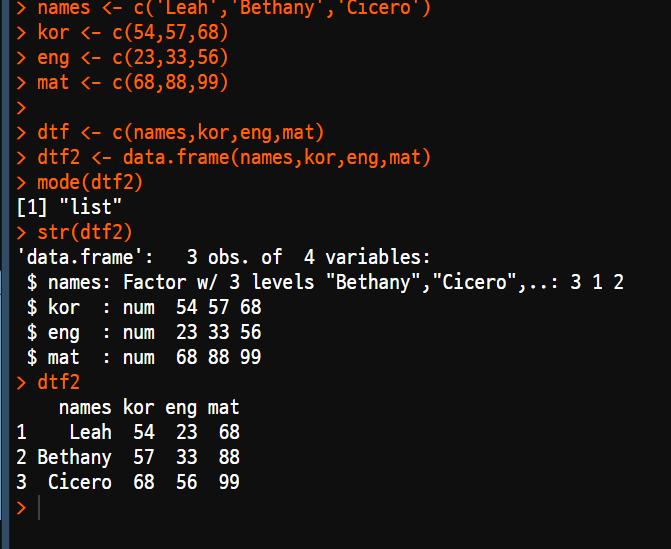 > names <- c('Leah','Bethany','Cicero')
> kor <- c(54,57,68)
> eng <- c(23,33,56)
> mat <- c(68,88,99)
>
> dtf <- c(names,kor,eng,mat)
> dtf2 <- data.frame(names,kor,eng,mat)
> mode(dtf2)
[1] "list"
> str(dtf2)
'data.frame':   3 obs. of  4 variables:
 $ names: Factor w/ 3 levels "Bethany","Cicero",..: 3 1 2
 $ kor  : num  54 57 68
 $ eng  : num  23 33 56
 $ mat  : num  68 88 99
> dtf2
    names kor eng mat
1    Leah  54  23  68
2 Bethany  57  33  88
3  Cicero  68  56  99
>